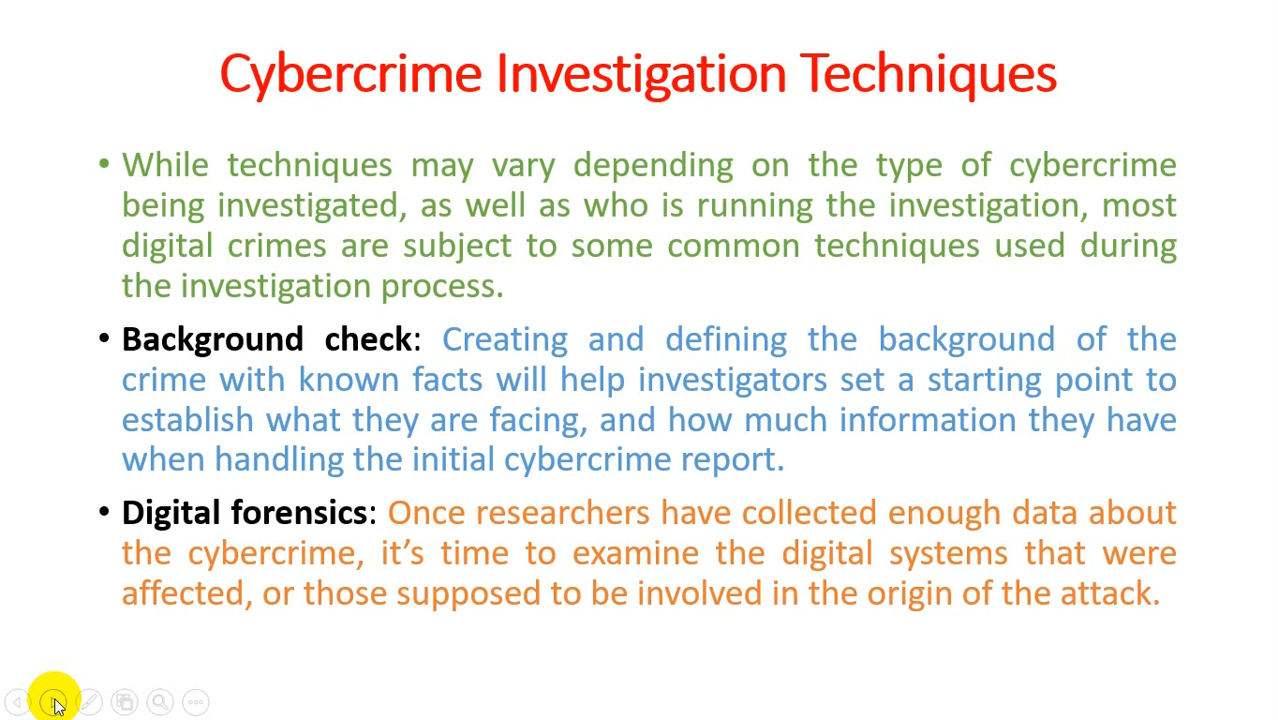 Cybercrime Investigation Techniques
• While techniques may vary depending on the type of cybercrime
being investigated, as well as who is running the investigation, most
digital crimes are subject to some common techniques used during
the investigation process.
• Background check: Creating and defining the background of the
crime with known facts will help investigators set a starting point to
establish what they are facing, and how much information they have
when handling the initial cybercrime report.
• Digital forensics: Once researchers have collected enough data about
the cybercrime, it’s time to examine the digital systems that were
affected, or those supposed to be involved in the origin of the attack.